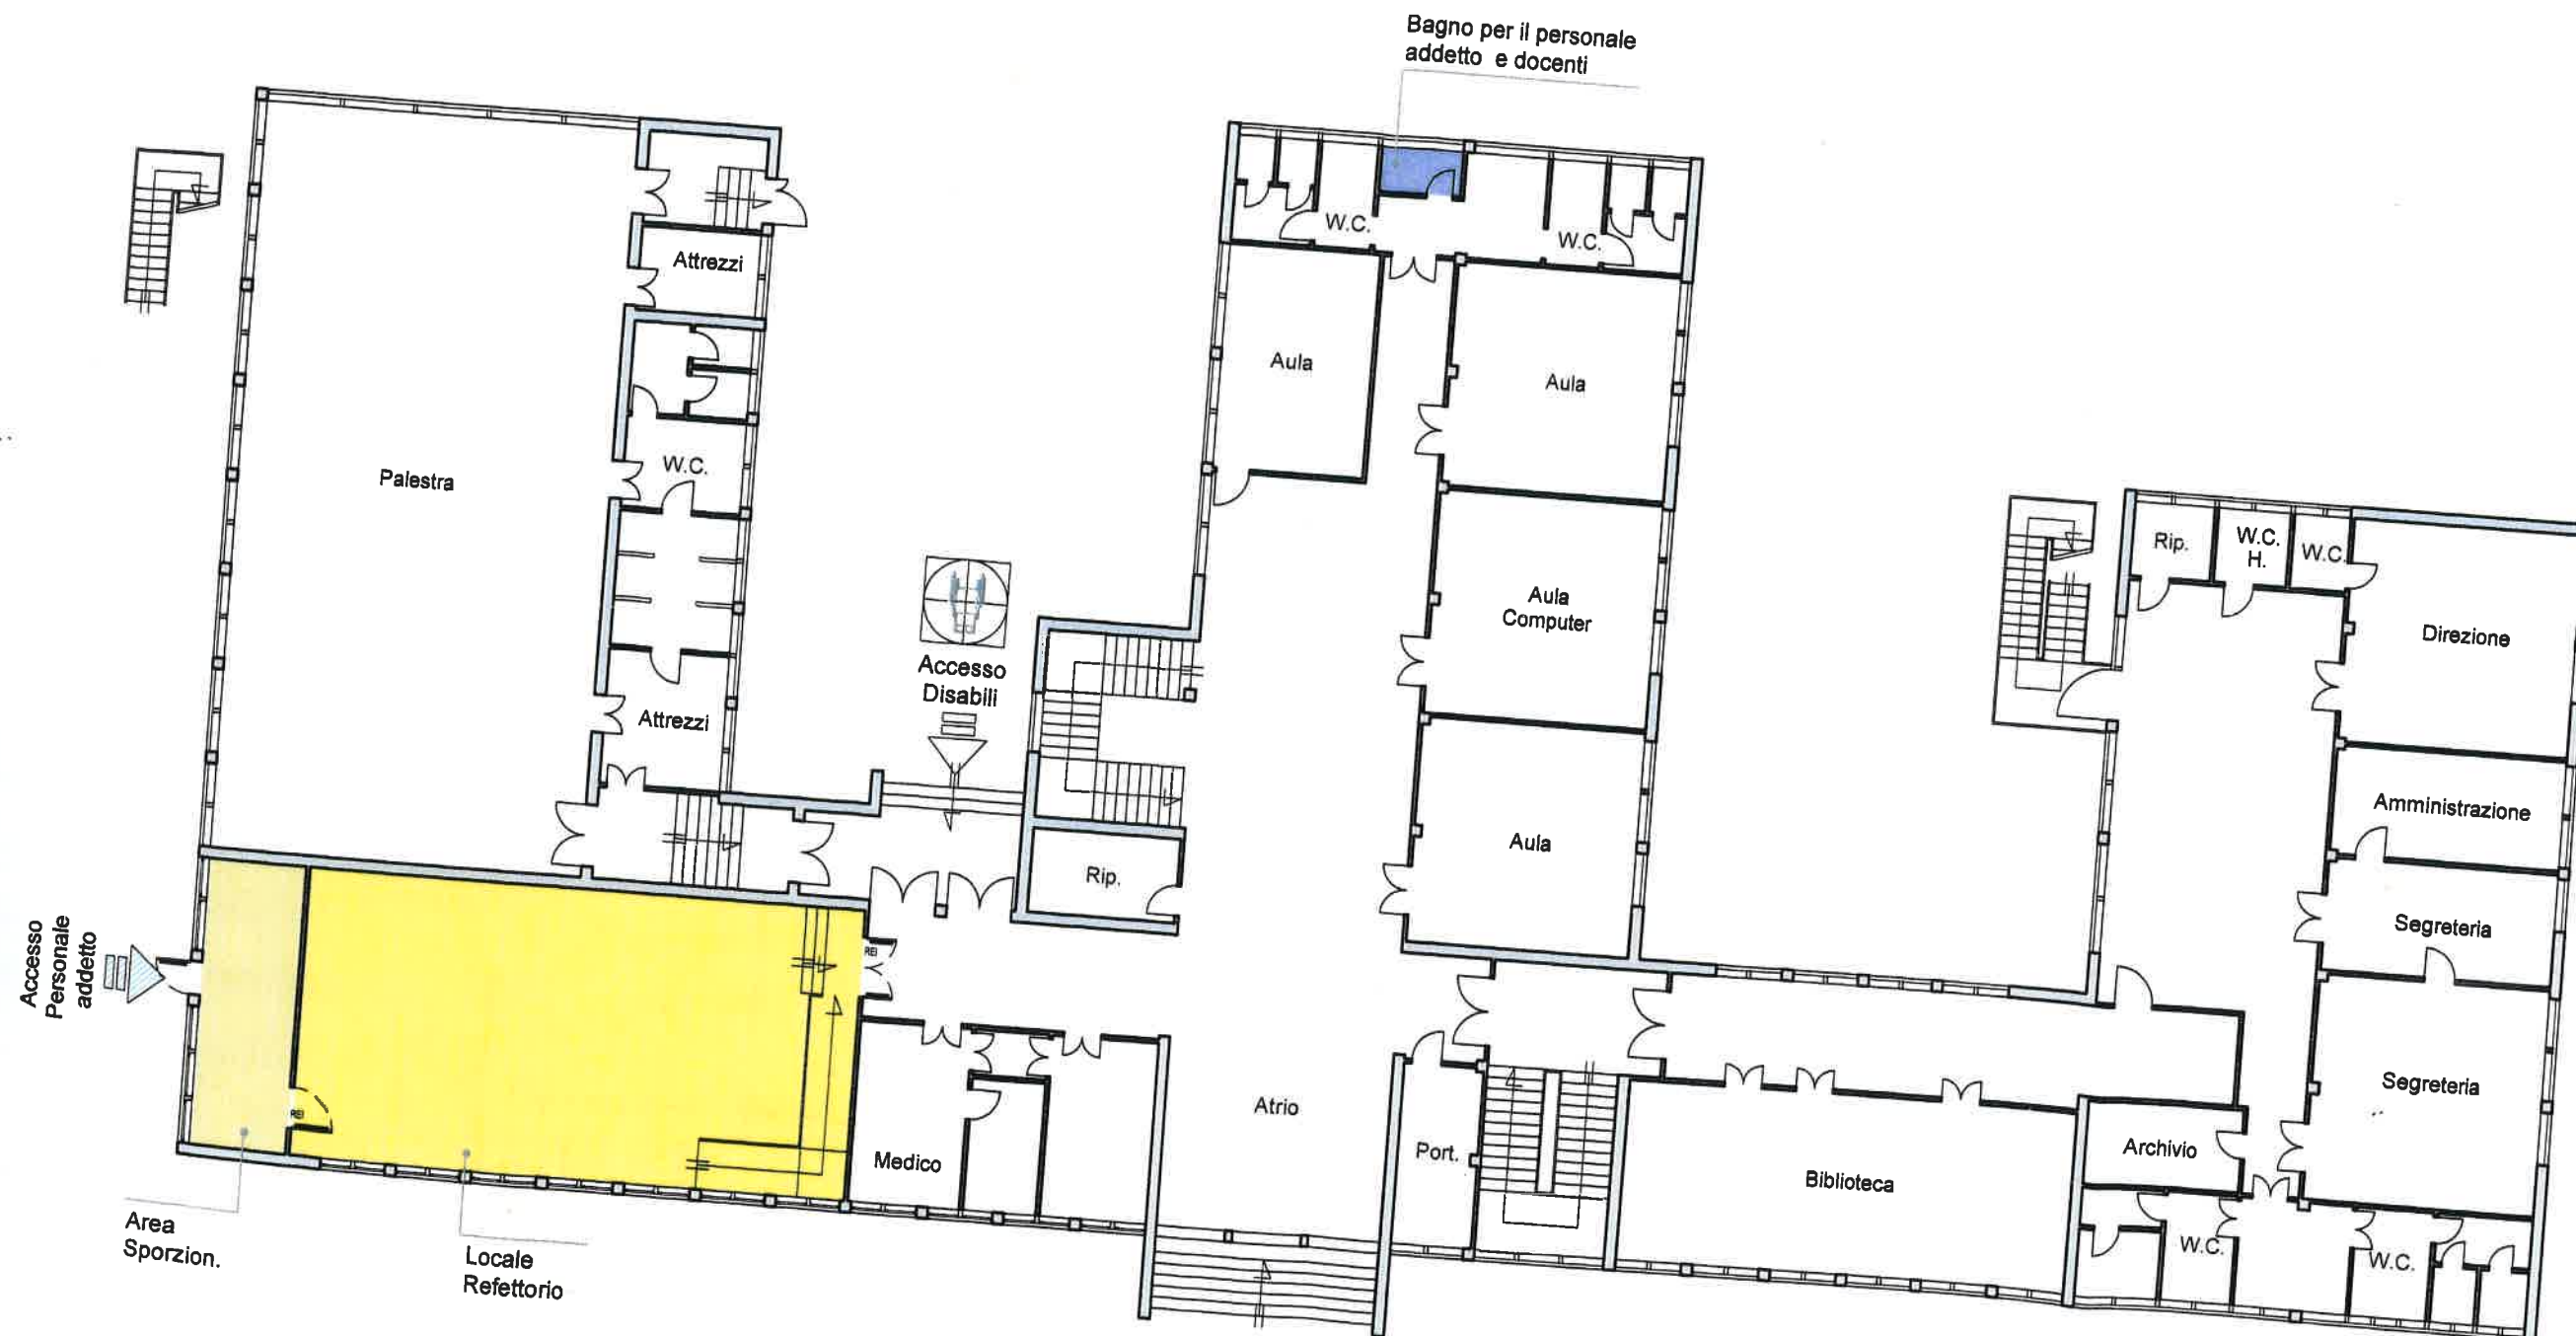 Bagno per il personale
addetto e docenti
Attrezzi
W.C.
W.C.
Aula
Aula
Palestra
W.C.
Rip.
W.C.
H.
W.C.
Aula
Computer
Direzione
Accesso
Disabili
Attrezzi
Amministrazione
Aula
Rip.
Segreteria
Accesso
Personale
addetto
REI
Segreteria
REI
Atrio
Medico
Port.
Archivio
Biblioteca
Area
Sporzion.
Locale
Refettorio
W.C.
W.C.